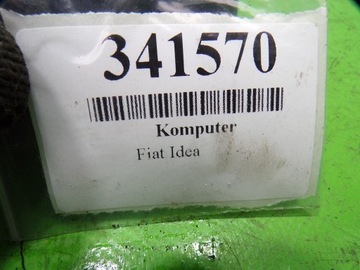 341570
Komputer
Fiat Idea